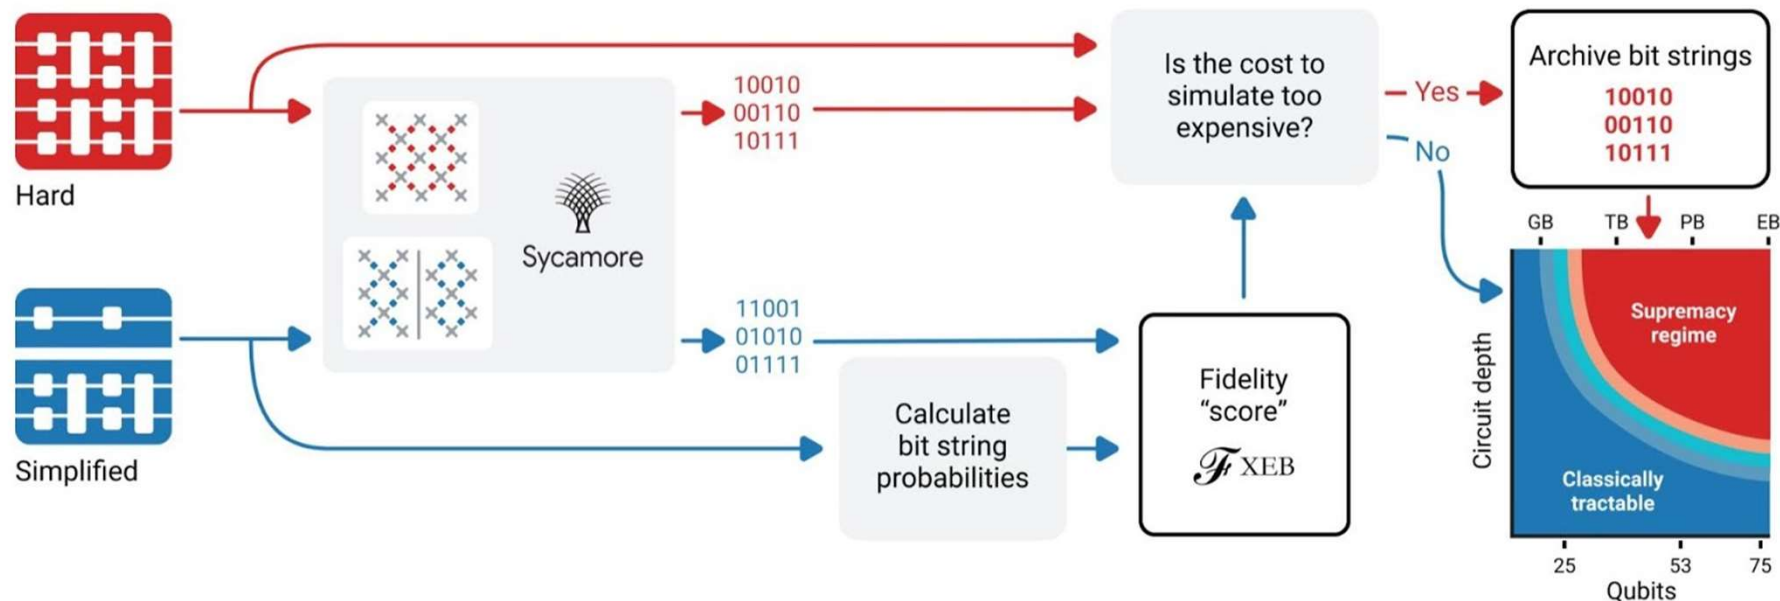 Hard
Simplified
Sycamore
10010
00110
10111
11001
01010
01111
Calculate
bit string
probabilities
Is the cost to
simulate too
expensive?
Fidelity
“score”
ℱ XEB
Yes
No
Archive bit strings
10010
00110
10111
GB TB PB EB
Circuit depth
Supremacy
regime
Classically
tractable
25 53 75
Qubits